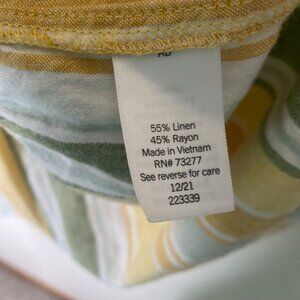 55% Linen
45% Rayon
Made in Vietnam
RN# 73277
See reverse for care
12/21
223339